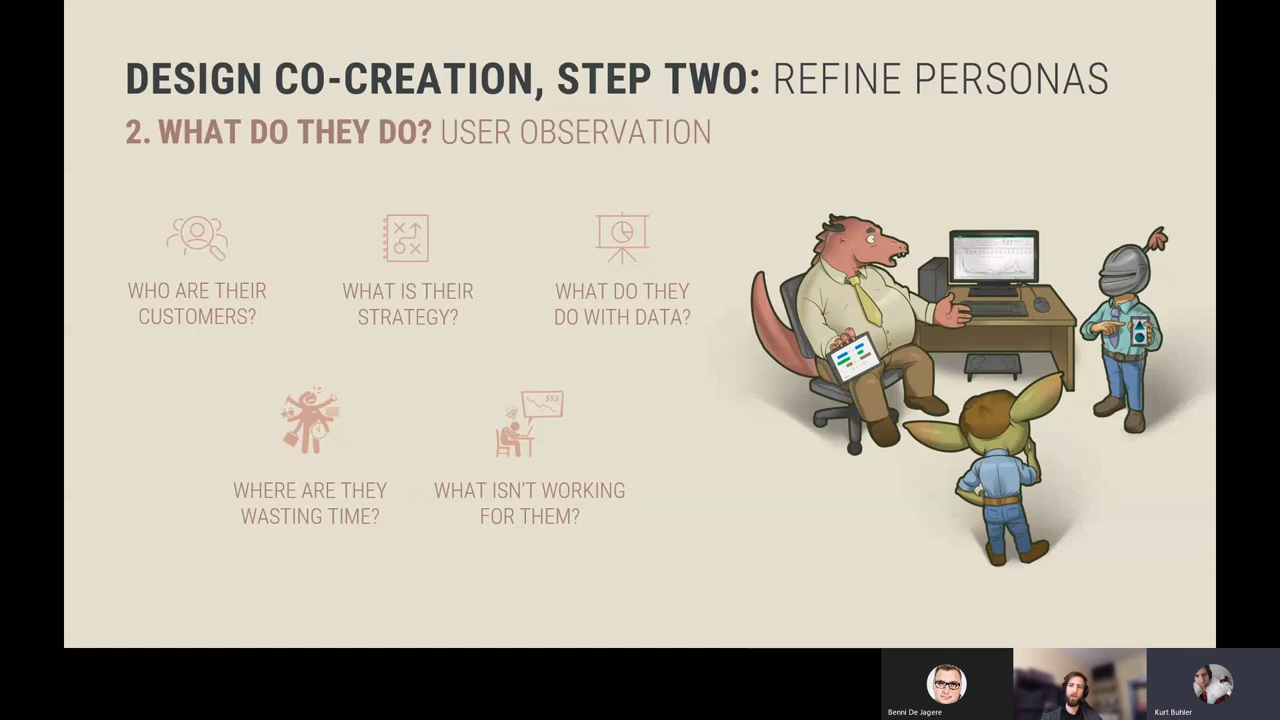 DESIGN CO-CREATION, STEP TWO: REFINE PERSONAS
2. WHAT DO THEY DO? USER OBSERVATION
WHO ARE THEIR
CUSTOMERS?
WHAT IS THEIR
STRATEGY?
WHAT DO THEY
DO WITH DATA?
$$$
WHERE ARE THEY
WASTING TIME?
WHAT ISN'T WORKING
FOR THEM?
Benni De Jagere
Kurt Buhler